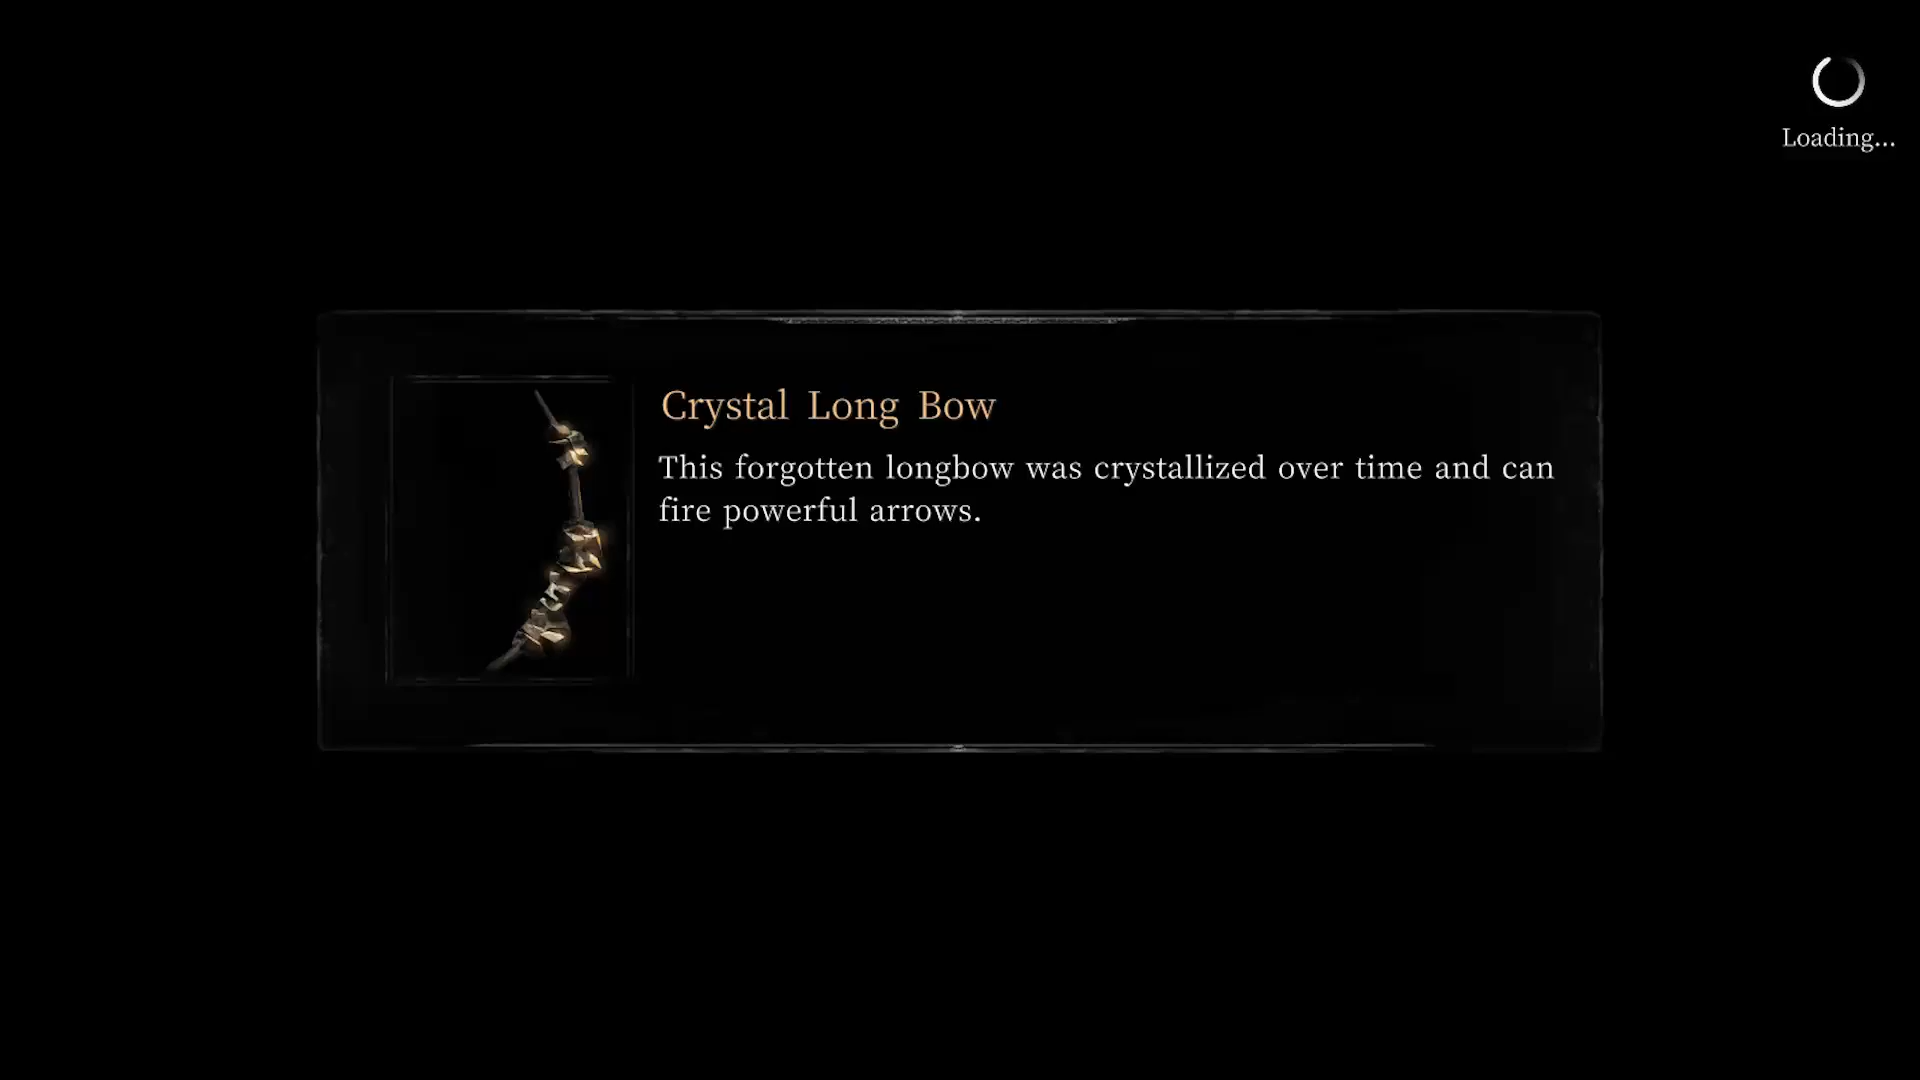 Loading...
Crystal Long Bow
This forgotten longbow was crystallized over time and can
fire powerful arrows.